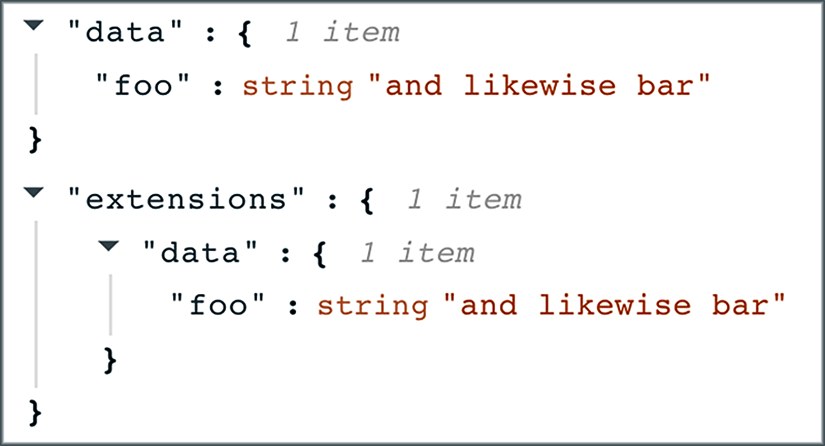 "data" : { 1 item
"foo" : string "and likewise bar"
}
"extensions" : { 1 item
"data" : { 1 item
"foo" : string "and likewise bar"
}
}